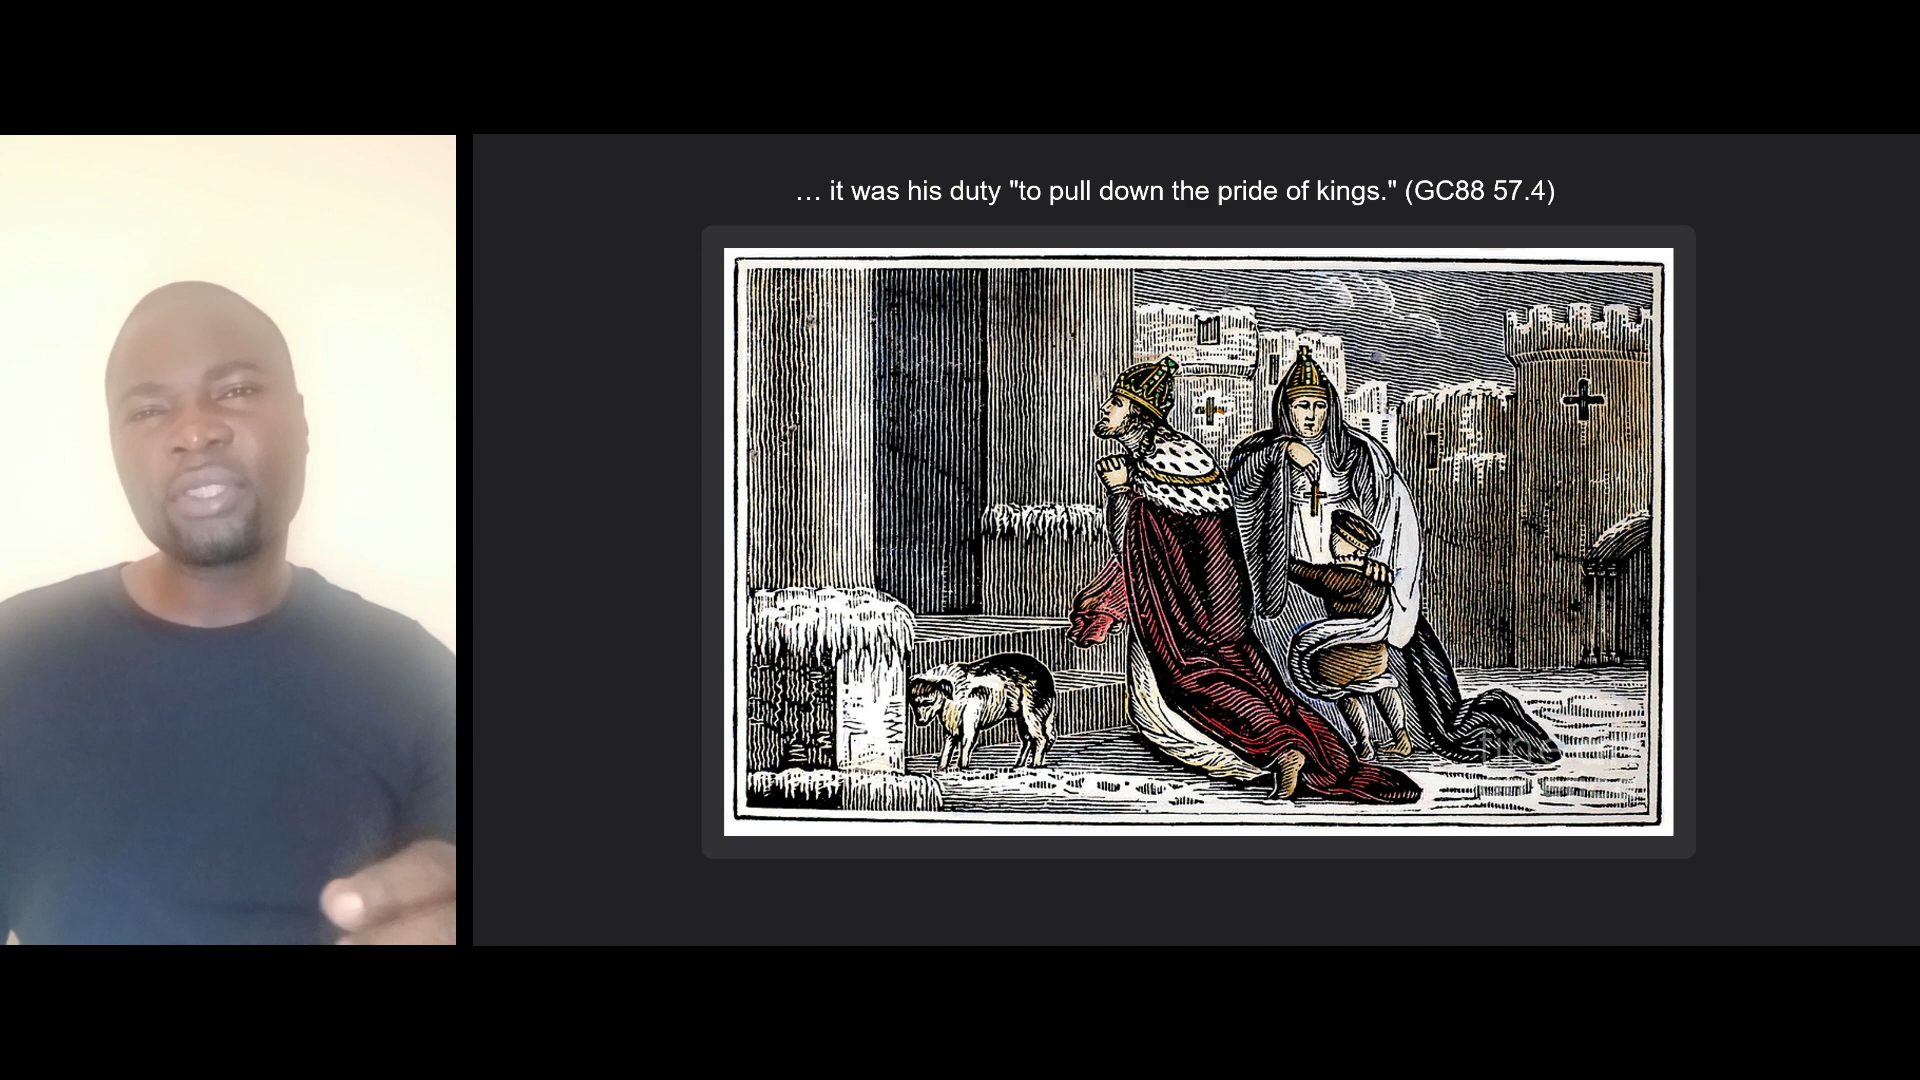 … it was his duty "to pull down the pride of kings." (GC88 57.4)